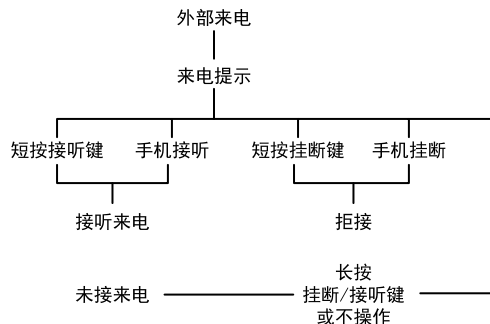 外部来电
来电提示
短按接听键
手机接听
短按挂断键
手机挂断
接听来电
拒接
未接来电
长按
挂断/接听键
或不操作